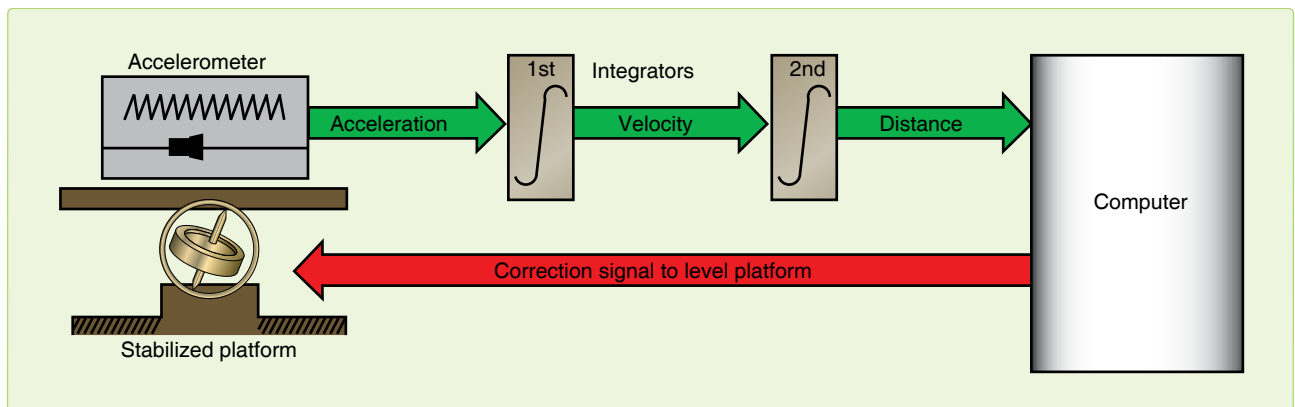 Accelerometer
1st
Integrators
2nd
Acceleration
Velocity
Distance
Computer
Correction signal to level platform
Stabilized platform